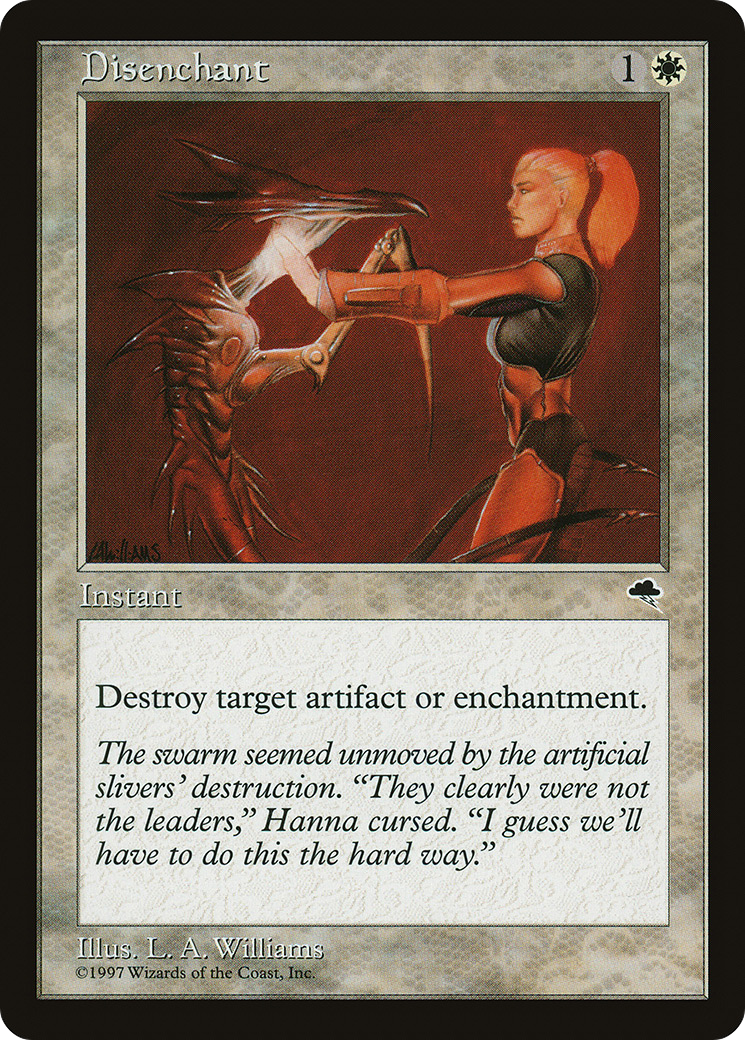 Disenchant 1
LAWilliAMS
Instant
Destroy target artifact or enchantment.
The swarm seemed unmoved by the artificial
slivers’ destruction. “They clearly were not
the leaders,” Hanna cursed. “I guess we’ll
have to do this the hard way.”
Illus. L. A. Williams
©1997 Wizards of the Coast, Inc.